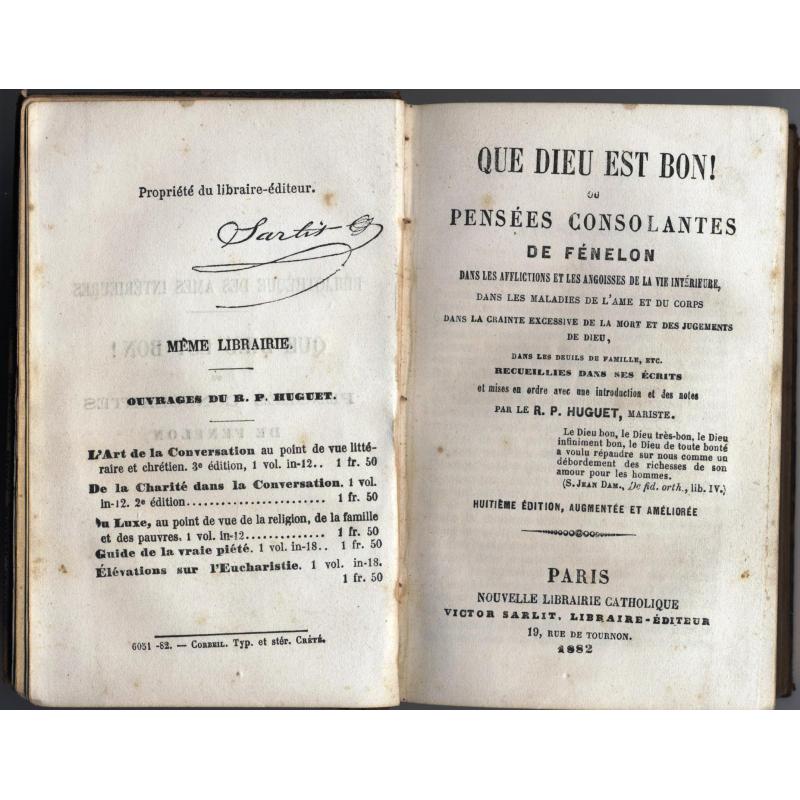 Propriété du libraire-éditeur.
Sarlit
MÊME LIBRAIRIE.
OUVRAGES DU R. P. HUGUET.
L'Art de la Conversation au point de vue litté-
raire et chrétien. 3e édition, 1 vol. in-12.. 1 fr. 50
De la Charité dans la Conversation. 1 vol.
in-12. 2e édition.................... 1 fr. 50
Du Luxe, au point de vue de la religion, de la famille
et des pauvres. 1 vol. in-12.............. 1 fr. 50
Guide de la vraie piété. 1 vol. in-18.. 1 fr. 50
Élévations sur l'Eucharistie. 1 vol. in-18.
1 fr. 50
6051 -82. — CORBEIL. Typ. et stér. CRÉTÉ.
QUE DIEU EST BON!
OU
PENSÉES CONSOLANTES
DE FÉNELON
DANS LES AFFLICTIONS ET LES ANGOISSES DE LA VIE INTÉRIEURE,
DANS LES MALADIES DE L'AME ET DU CORPS
DANS LA CRAINTE EXCESSIVE DE LA MORT ET DES JUGEMENTS
DE DIEU,
DANS LES DEUILS DE FAMILLE, ETC.
RECUEILLIES DANS SES ÉCRITS
et mises en ordre avec une introduction et des notes
PAR LE R. P. HUGUET, MARISTE.
Le Dieu bon, le Dieu très-bon, le Dieu
infiniment bon, le Dieu de toute bonté
a voulu répandre sur nous comme un
débordement des richesses de son
amour pour les hommes.
(S. JEAN DAM., De fid. orth., lib. IV.)
HUITIÈME ÉDITION, AUGMENTÉE ET AMÉLIORÉE
PARIS
NOUVELLE LIBRAIRIE CATHOLIQUE
VICTOR SARLIT, LIBRAIRE-ÉDITEUR
19, RUE DE TOURNON.
1882